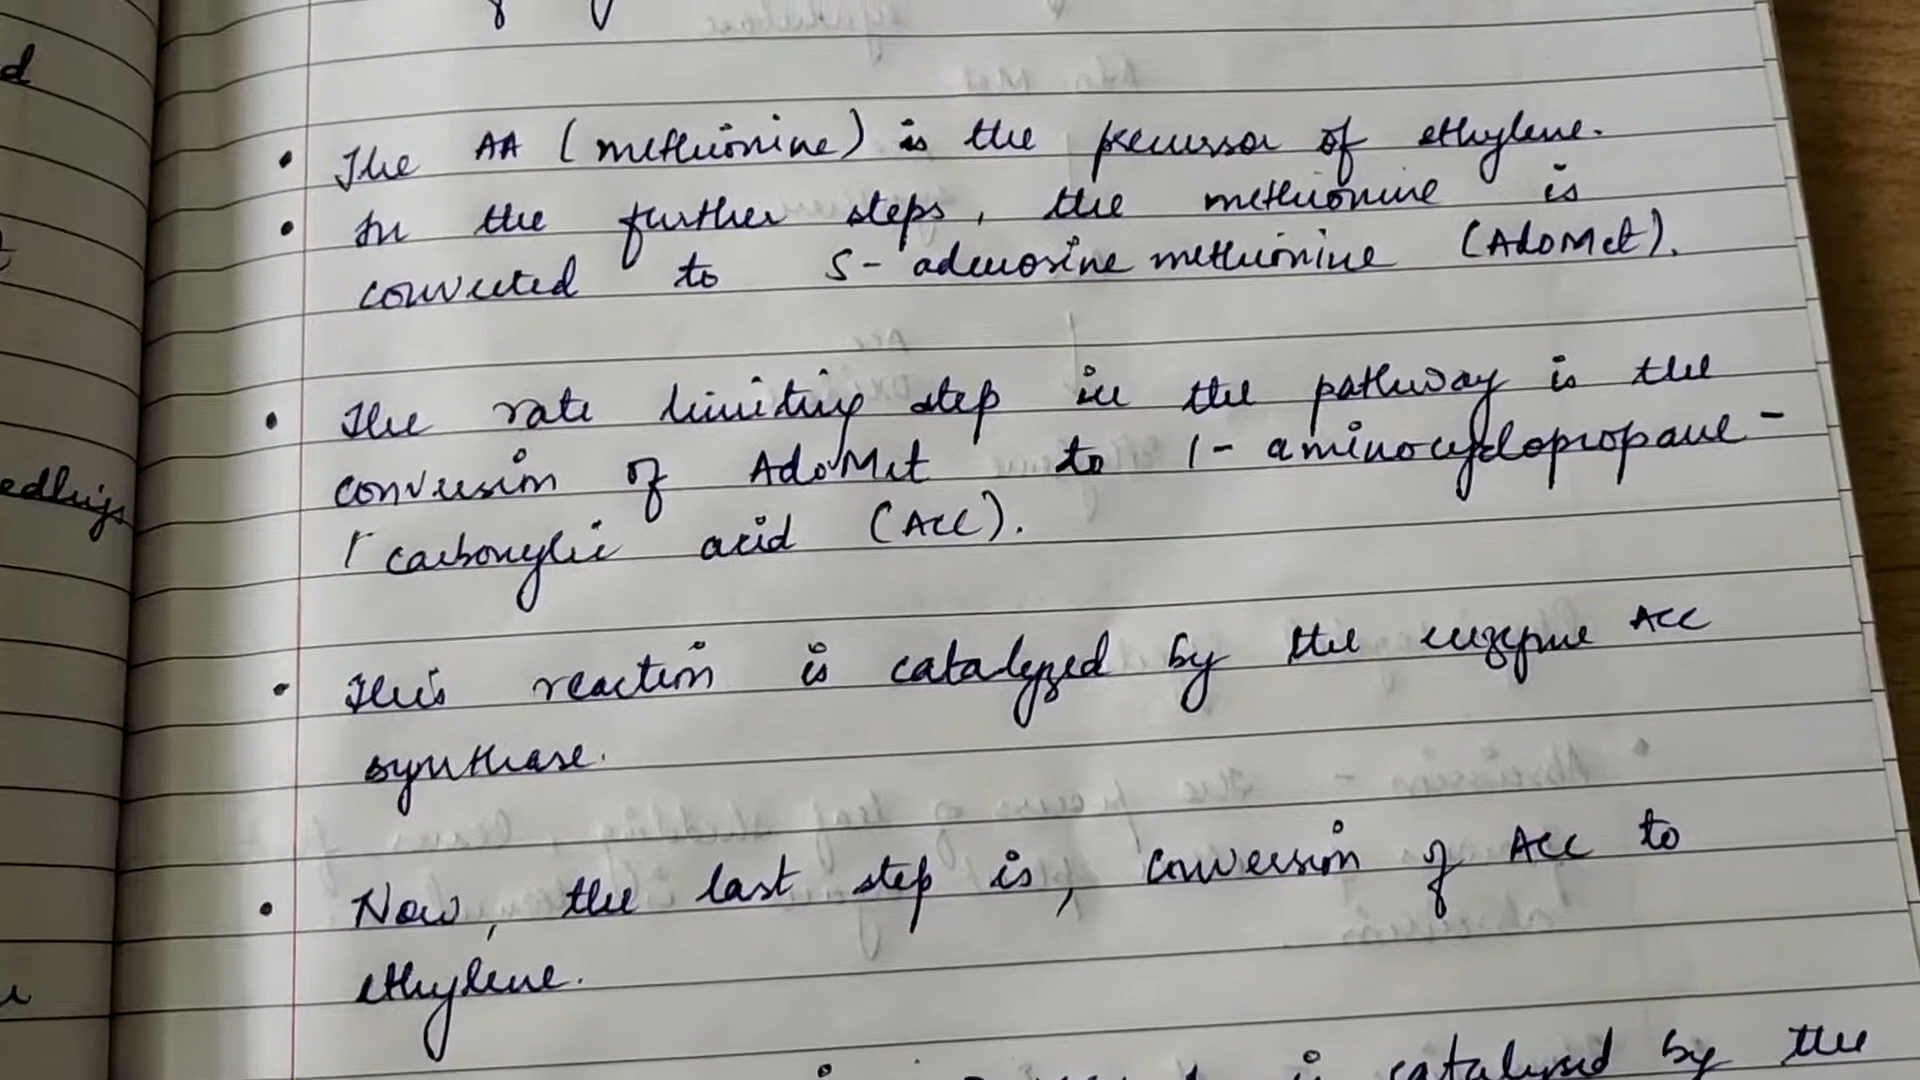 • The AA (methionine) is the precursor of ethylene.
• In the further steps, the methionine is
converted to S-adenosine methionine (AdoMet).
• The rate limiting step in the pathway is the
conversion of AdoMet to 1-aminocyclopropane-
1 carboxylic acid (ACC).
• This reaction is catalyzed by the enzyme ACC
synthase.
• Now, the last step is, conversion of ACC to
ethylene.
is catalysed by the
d
edlings